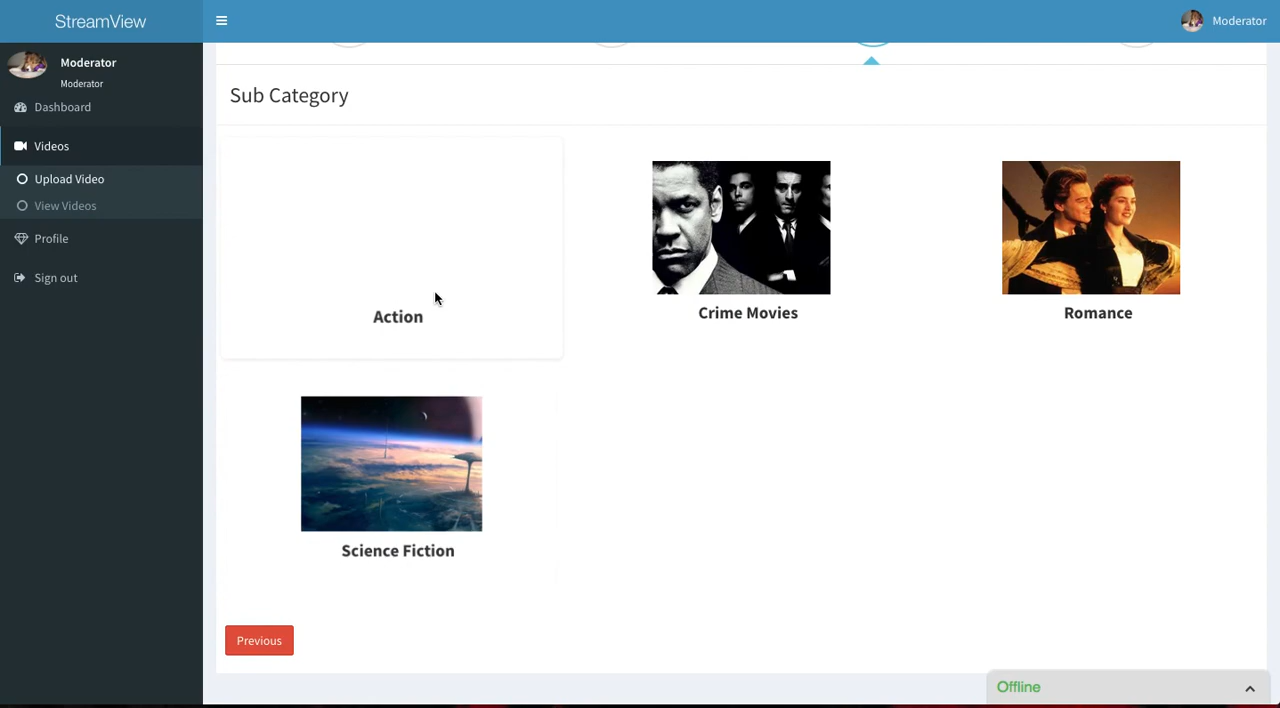 StreamView
Moderator
Moderator
Moderator
Dashboard
Videos
Upload Video
View Videos
Profile
Sign out
Sub Category
Action
Crime Movies
Romance
Science Fiction
Previous
Offline